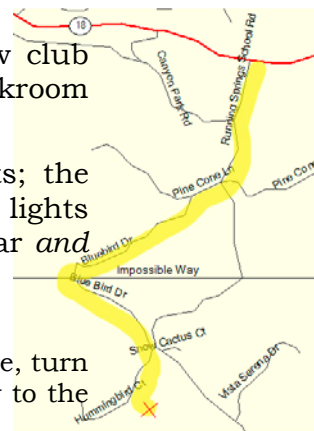 v club
kroom
ts; the
lights
ar and
e, turn
to the
18
Canyon Park Rd
Running Springs School Rd
Pine Cone Ln
Pine Cone
Bluebird Dr
Impossible Way
Blue Bird Dr
Snow Cactus Ct
Hummingbird Ct
Vista Serena Dr